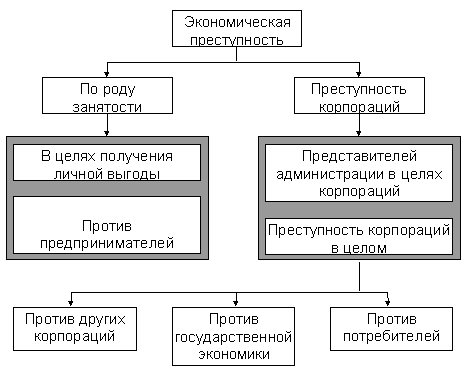 Экономическая
преступность
По роду
занятости
Преступность
корпораций
В целях получения
личной выгоды
Против
предпринимателей
Представителей
администрации в целях
корпораций
Преступность корпораций
в целом
Против других
корпораций
Против
государственной
экономики
Против
потребителей